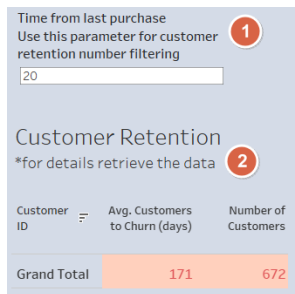 Time from last purchase
Use this parameter for customer
retention number filtering
1
20
Customer Retention
*for details retrieve the data
2
Customer ID
Avg. Customers to Churn (days)
Number of Customers
Grand Total 171 672